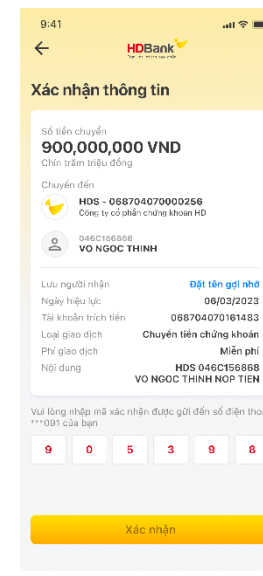 9:41
HDBank
Xác nhận thông tin
Số tiền chuyển
900,000,000 VND
Chín trăm triệu đồng
Chuyển đến
HDS - 068704070000256
Công ty cổ phần chứng khoán HD
046C156868
VO NGOC THINH
Lưu người nhận Đặt tên gợi nhớ
Ngày hiệu lực: 06/03/2023
Tài khoản trích tiền 068704070161483
Loại giao dịch Chuyển tiền chứng khoán
Phí giao dịch Miễn phí
Nội dung HDS 046C156868
VO NGOC THINH NOP TIEN
Vui lòng nhập mã xác nhận được gửi đến số điện thoạ
***091 của bạn
9 0 5 3 9 8
Xác nhận